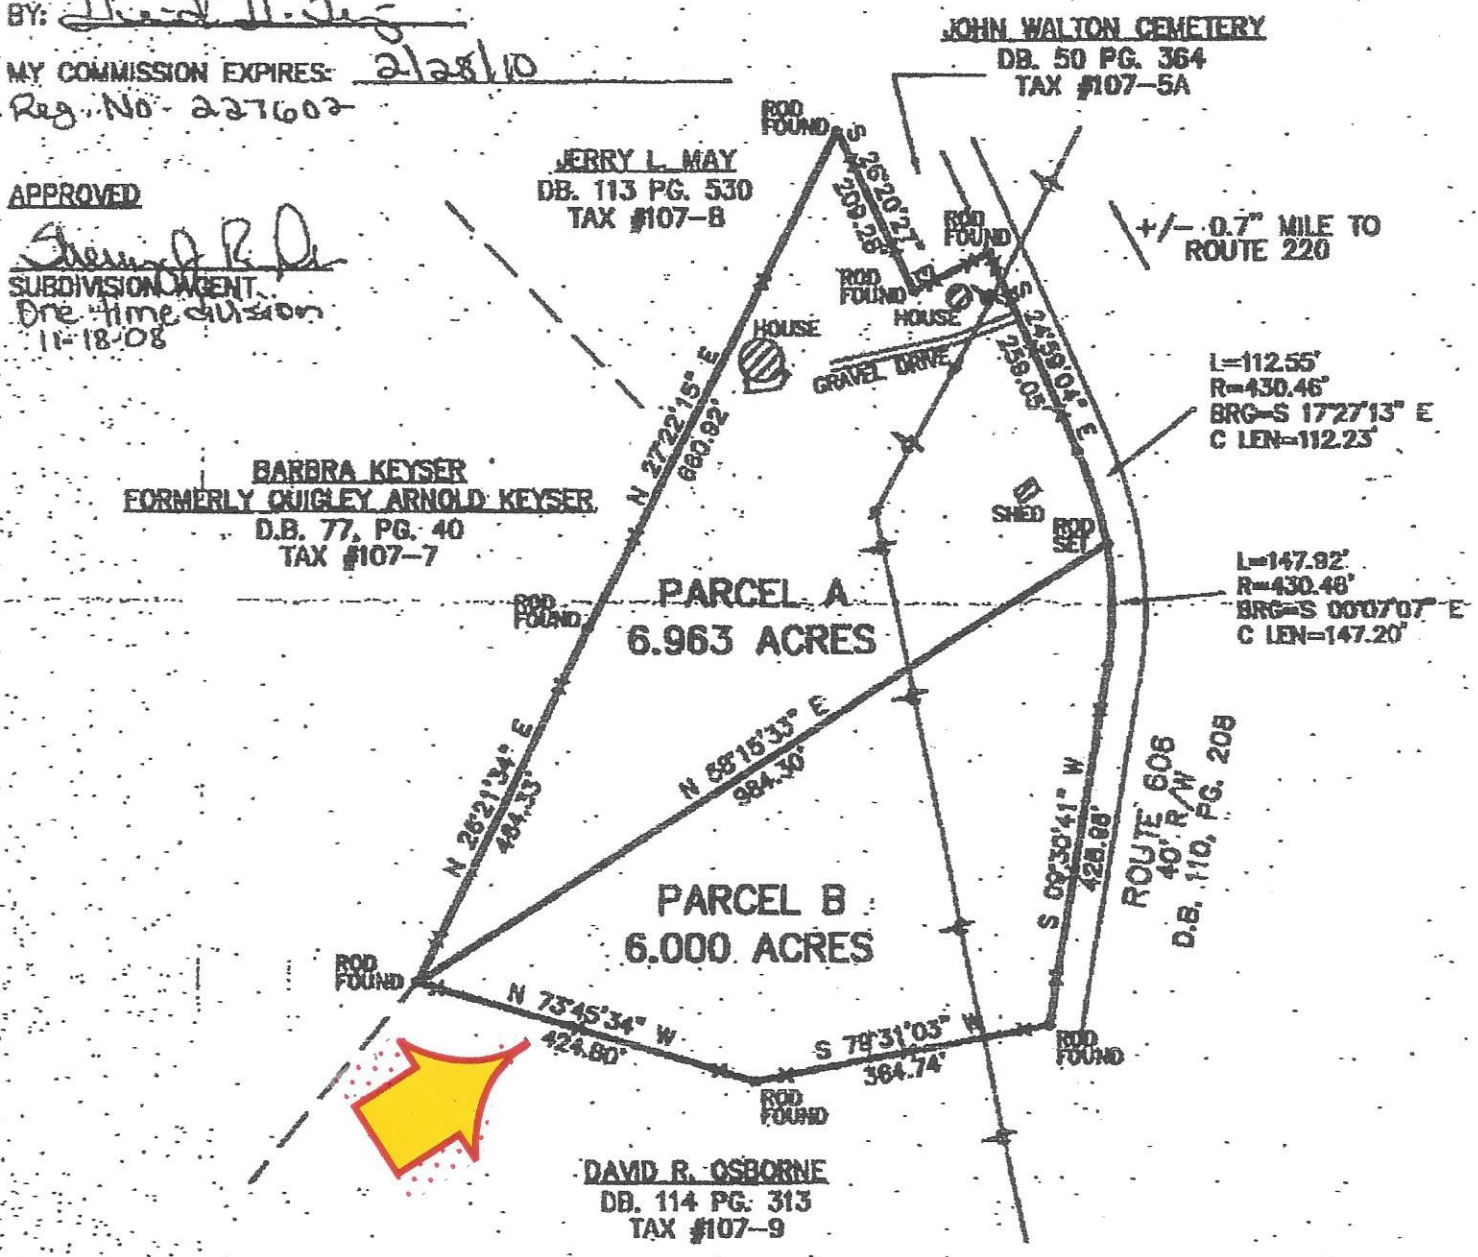 BY:
MY COMMISSION EXPIRES: 2/28/10
Reg. No- 227602
APPROVED
SUBDIVISION AGENT
One time division
11-18-08
JOHN WALTON CEMETERY
DB. 50 PG. 364
TAX #107-5A
JERRY L. MAY
DB. 113 PG. 530
TAX #107-8
ROD
FOUND
S 26°20'27"
209.28'
ROD
FOUND
ROD
FOUND
+/- 0.7" MILE TO
ROUTE 220
HOUSE
HOUSE
GRAVEL DRIVE
S 24°59'04" E
259.05'
L=112.55'
R=430.46'
BRG=S 17°27'13" E
C LEN=112.23'
N 27°22'15" E
660.92'
BARBRA KEYSER
FORMERLY QUIGLEY ARNOLD KEYSER
D.B. 77, PG. 40
TAX #107-7
SHED
ROD
SET
L=147.92'
R=430.46'
BRG=S 00°07'07" E
C LEN=147.20'
ROD
FOUND
PARCEL A
6.963 ACRES
N 26°21'34" E
484.33'
N 58°15'33" E
984.30'
S 09°30'41" W
428.98'
ROUTE 606
40' R/W
D.B. 110, PG. 208
PARCEL B
6.000 ACRES
ROD
FOUND
N 73°45'34" W
424.80'
S 79°31'03" W
364.74'
ROD
FOUND
ROD
FOUND
DAVID R. OSBORNE
DB. 114 PG. 313
TAX #107-9